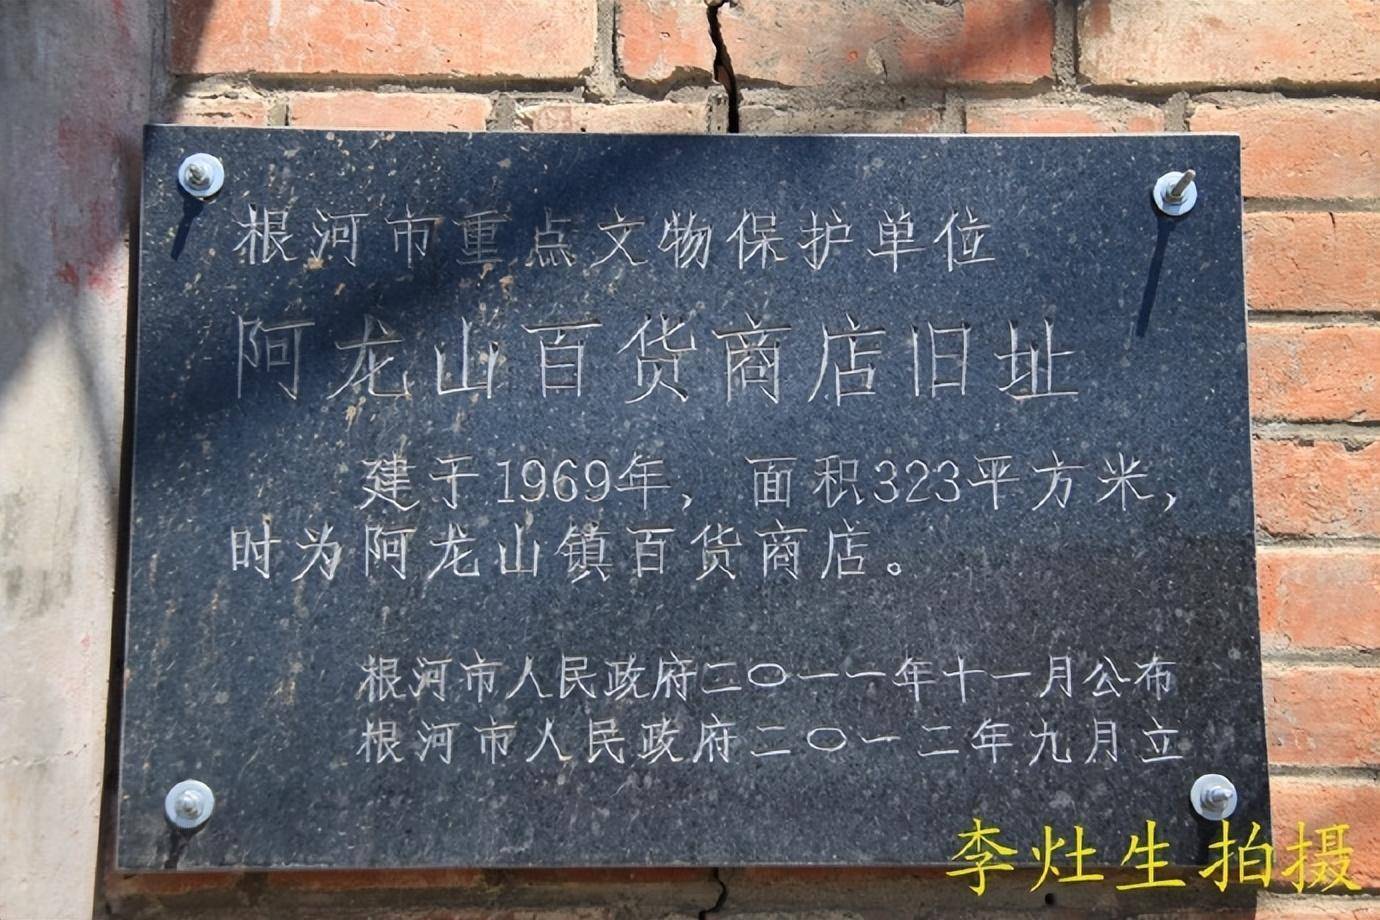 根河市重点文物保护单位
阿龙山百货商店旧址
建于1969年，面积323平方米，
时为阿龙山镇百货商店。
根河市人民政府二〇一一年十一月公布
根河市人民政府二〇一二年九月立
李灶生拍摄